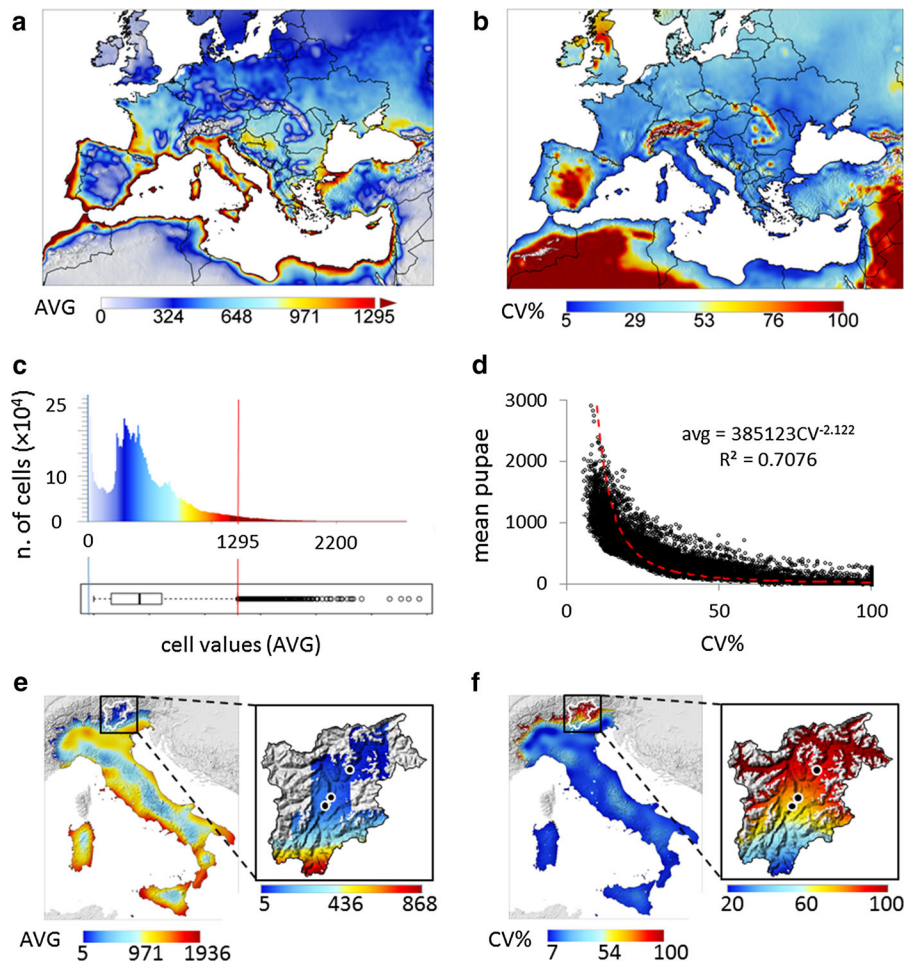 a
b
AVG
0 324 648 971 1295
CV%
5 29 53 76 100
c
d
n. of cells (×10⁴)
25
10
0
0 1295 2200
cell values (AVG)
mean pupae
3000
2000
1000
0
avg = 385123CV⁻²·¹²²
R² = 0.7076
0 50 100
CV%
e
f
5 436 868
AVG
5 971 1936
20 60 100
CV%
7 54 100